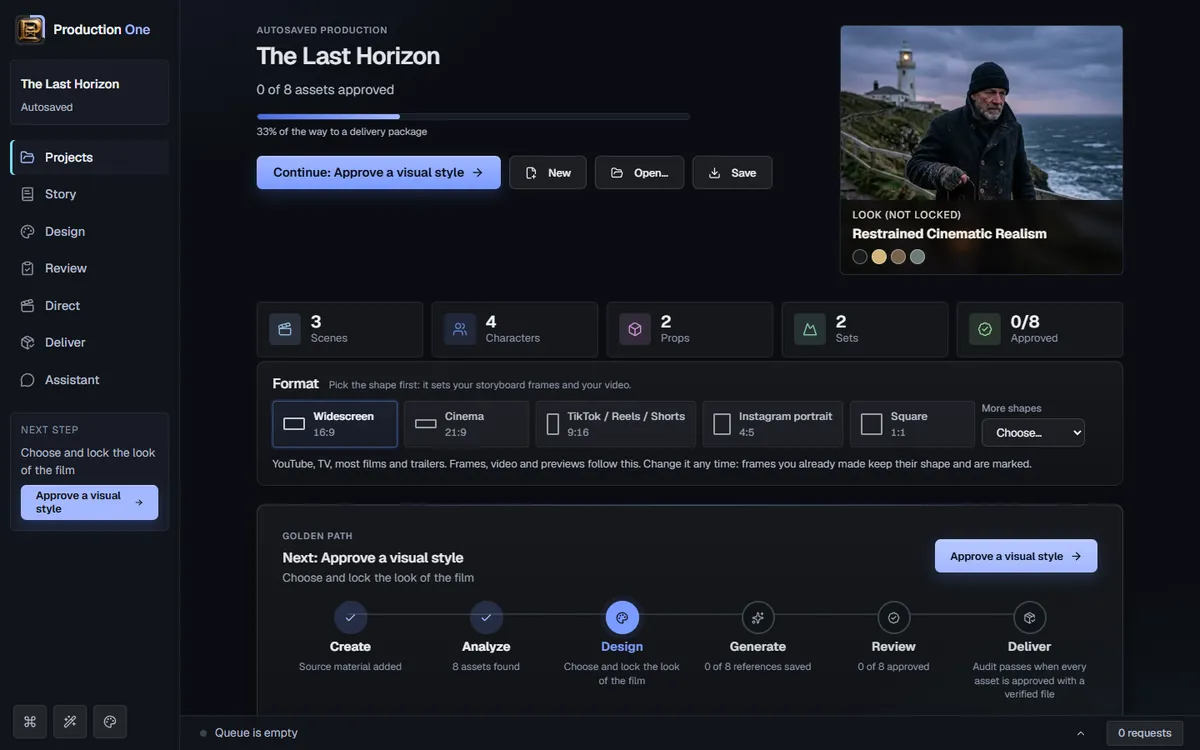 Production One
The Last Horizon
Autosaved
Projects
Story
Design
Review
Direct
Deliver
Assistant
NEXT STEP
Choose and lock the look
of the film
Approve a visual
style
AUTOSAVED PRODUCTION
The Last Horizon
0 of 8 assets approved
33% of the way to a delivery package
Continue: Approve a visual style
New
Open...
Save
LOOK (NOT LOCKED)
Restrained Cinematic Realism
3
Scenes
4
Characters
2
Props
2
Sets
0/8
Approved
Format Pick the shape first: it sets your storyboard frames and your video.
Widescreen
16:9
Cinema
21:9
TikTok / Reels / Shorts
9:16
Instagram portrait
4:5
Square
1:1
More shapes
Choose...
YouTube, TV, most films and trailers. Frames, video and previews follow this. Change it any time: frames you already made keep their shape and are marked.
GOLDEN PATH
Next: Approve a visual style
Choose and lock the look of the film
Approve a visual style
Create
Source material added
Analyze
8 assets found
Design
Choose and lock the look
of the film
Generate
0 of 8 references saved
Review
0 of 8 approved
Deliver
Audit passes when every
asset is approved with a
verified file
Queue is empty
0 requests